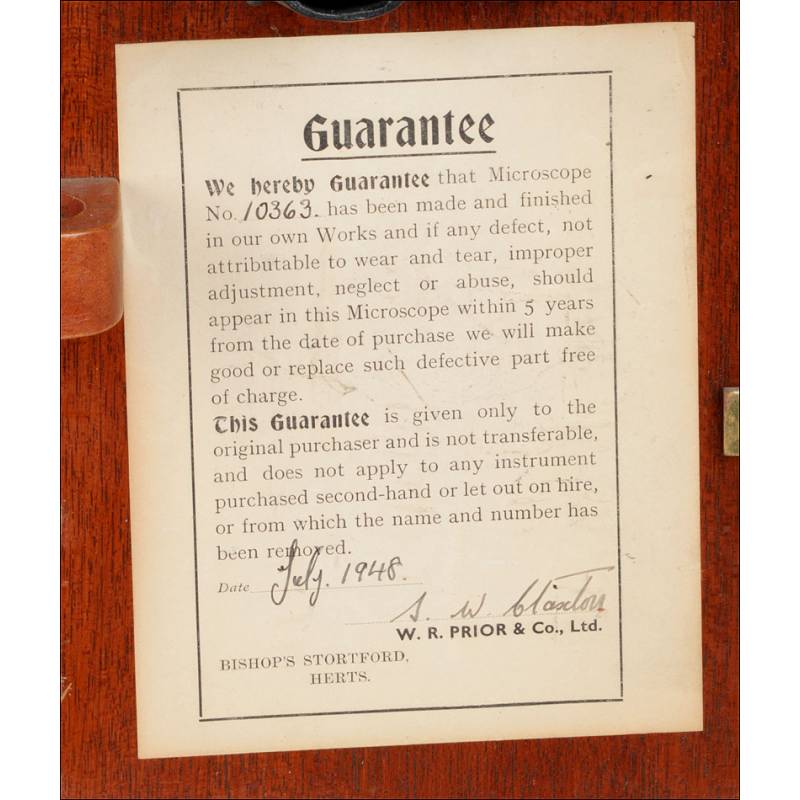 Guarantee
We hereby Guarantee that Microscope
No. 10363. has been made and finished
in our own Works and if any defect, not
attributable to wear and tear, improper
adjustment, neglect or abuse, should
appear in this Microscope within 5 years
from the date of purchase we will make
good or replace such defective part free
of charge.
This Guarantee is given only to the
original purchaser and is not transferable,
and does not apply to any instrument
purchased second-hand or let out on hire,
or from which the name and number has
been removed.
Date July. 1948.
S. W. Claxton
W. R. PRIOR & Co., Ltd.
BISHOP'S STORTFORD,
HERTS.